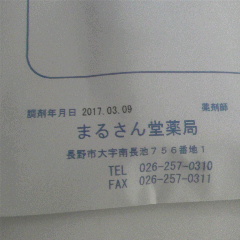 調剤年月日 2017.03.09 薬剤師
まるさん堂薬局
長野市大字南長池756番地1
TEL 026-257-0310
FAX 026-257-0311